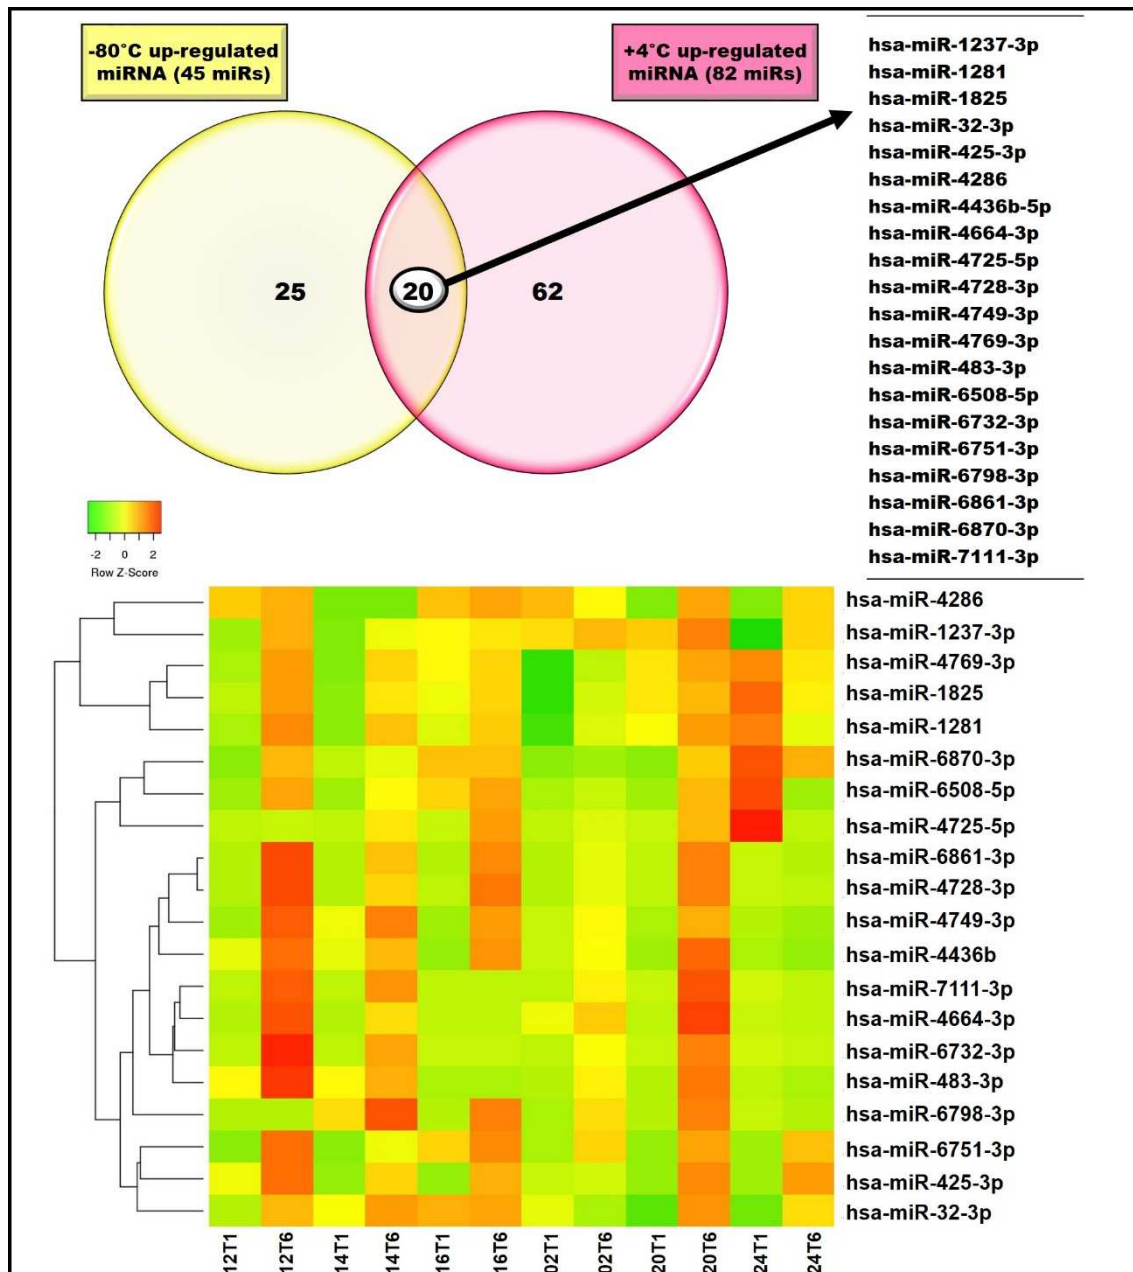 -80°C up-regulated
miRNA (45 miRs)
+4°C up-regulated
miRNA (82 miRs)
25
20
62
hsa-miR-1237-3p
hsa-miR-1281
hsa-miR-1825
hsa-miR-32-3p
hsa-miR-425-3p
hsa-miR-4286
hsa-miR-4436b-5p
hsa-miR-4664-3p
hsa-miR-4725-5p
hsa-miR-4728-3p
hsa-miR-4749-3p
hsa-miR-4769-3p
hsa-miR-483-3p
hsa-miR-6508-5p
hsa-miR-6732-3p
hsa-miR-6751-3p
hsa-miR-6798-3p
hsa-miR-6861-3p
hsa-miR-6870-3p
hsa-miR-7111-3p
-2 0 2
Row Z-Score
hsa-miR-4286
hsa-miR-1237-3p
hsa-miR-4769-3p
hsa-miR-1825
hsa-miR-1281
hsa-miR-6870-3p
hsa-miR-6508-5p
hsa-miR-4725-5p
hsa-miR-6861-3p
hsa-miR-4728-3p
hsa-miR-4749-3p
hsa-miR-4436b
hsa-miR-7111-3p
hsa-miR-4664-3p
hsa-miR-6732-3p
hsa-miR-483-3p
hsa-miR-6798-3p
hsa-miR-6751-3p
hsa-miR-425-3p
hsa-miR-32-3p
12T1
12T6
14T1
14T6
16T1
16T6
02T1
02T6
20T1
20T6
24T1
24T6